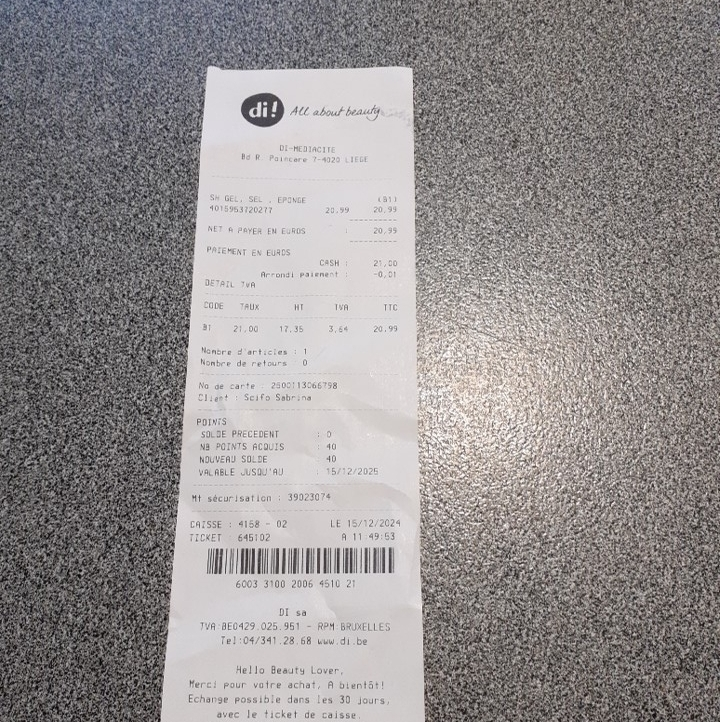 di! All about beauty
DI-MEDIACITE
Bd R. Poincare 7-4020 LIEGE
SH GEL, SEL , EPONGE (B1)
4015953720277 20,99 20,99
NET A PAYER EN EUROS : 20,99
PAIEMENT EN EUROS
CASH : 21,00
Arrondi paiement : -0,01
DETAIL TVA
CODE TAUX HT TVA TTC
B1 21.00 17.35 3.64 20.99
Nombre d'articles : 1
Nombre de retours 0
No de carte : 2600113066798
Client : Scifo Sabrina
POINTS
SOLDE PRECEDENT : 0
NB POINTS ACQUIS : 40
NOUVEAU SOLDE : 40
VALABLE JUSQU'AU : 15/12/2025
Mt sécurisation : 39023074
CAISSE : 4158 - 02 LE 15/12/2024
TICKET : 645102 A 11:49:53
6003 3100 2006 4510 21
DI sa
TVA:BE0429.025.951 - RPM BRUXELLES
Tel:04/341.28.68 www.di.be
Hello Beauty Lover,
Merci pour votre achat, A bientôt!
Echange possible dans les 30 jours,
avec le ticket de caisse.